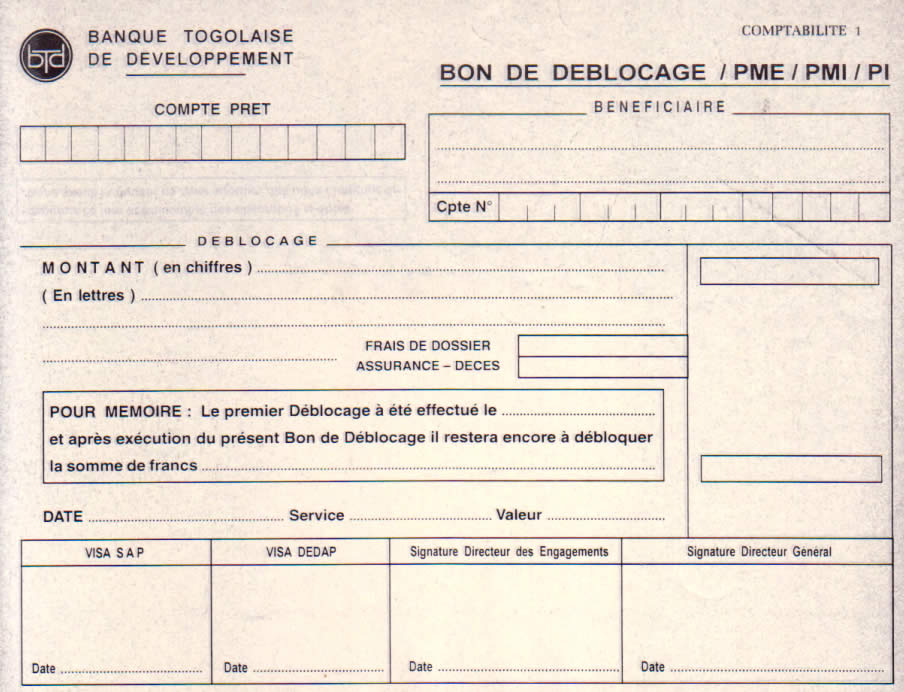 btd
BANQUE TOGOLAISE
DE DEVELOPPEMENT
COMPTABILITE 1
BON DE DEBLOCAGE / PME / PMI / PI
COMPTE PRET
BENEFICIAIRE
Cpte N°
DEBLOCAGE
MONTANT ( en chiffres )
( En lettres )
FRAIS DE DOSSIER
ASSURANCE – DECES
POUR MEMOIRE : Le premier Déblocage à été effectué le
et après exécution du présent Bon de Déblocage il restera encore à débloquer
la somme de francs
DATE Service Valeur
VISA SAP VISA DEDAP Signature Directeur des Engagements Signature Directeur Général
Date Date Date Date